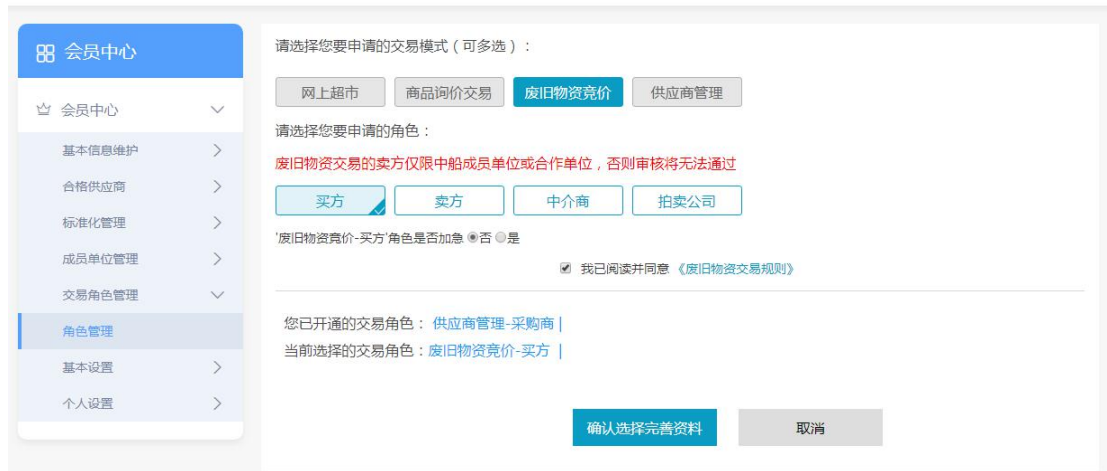 会员中心
会员中心
基本信息维护
合格供应商
标准化管理
成员单位管理
交易角色管理
角色管理
基本设置
个人设置
请选择您要申请的交易模式(可多选):
网上超市 商品询价交易 废旧物资竞价 供应商管理
请选择您要申请的角色:
废旧物资交易的卖方仅限中船成员单位或合作单位,否则审核将无法通过
买方 卖方 中介商 拍卖公司
'废旧物资竞价-买方'角色是否加急 否 是
我已阅读并同意 《废旧物资交易规则》
您已开通的交易角色: 供应商管理-采购商 |
当前选择的交易角色:废旧物资竞价-买方 |
确认选择完善资料 取消